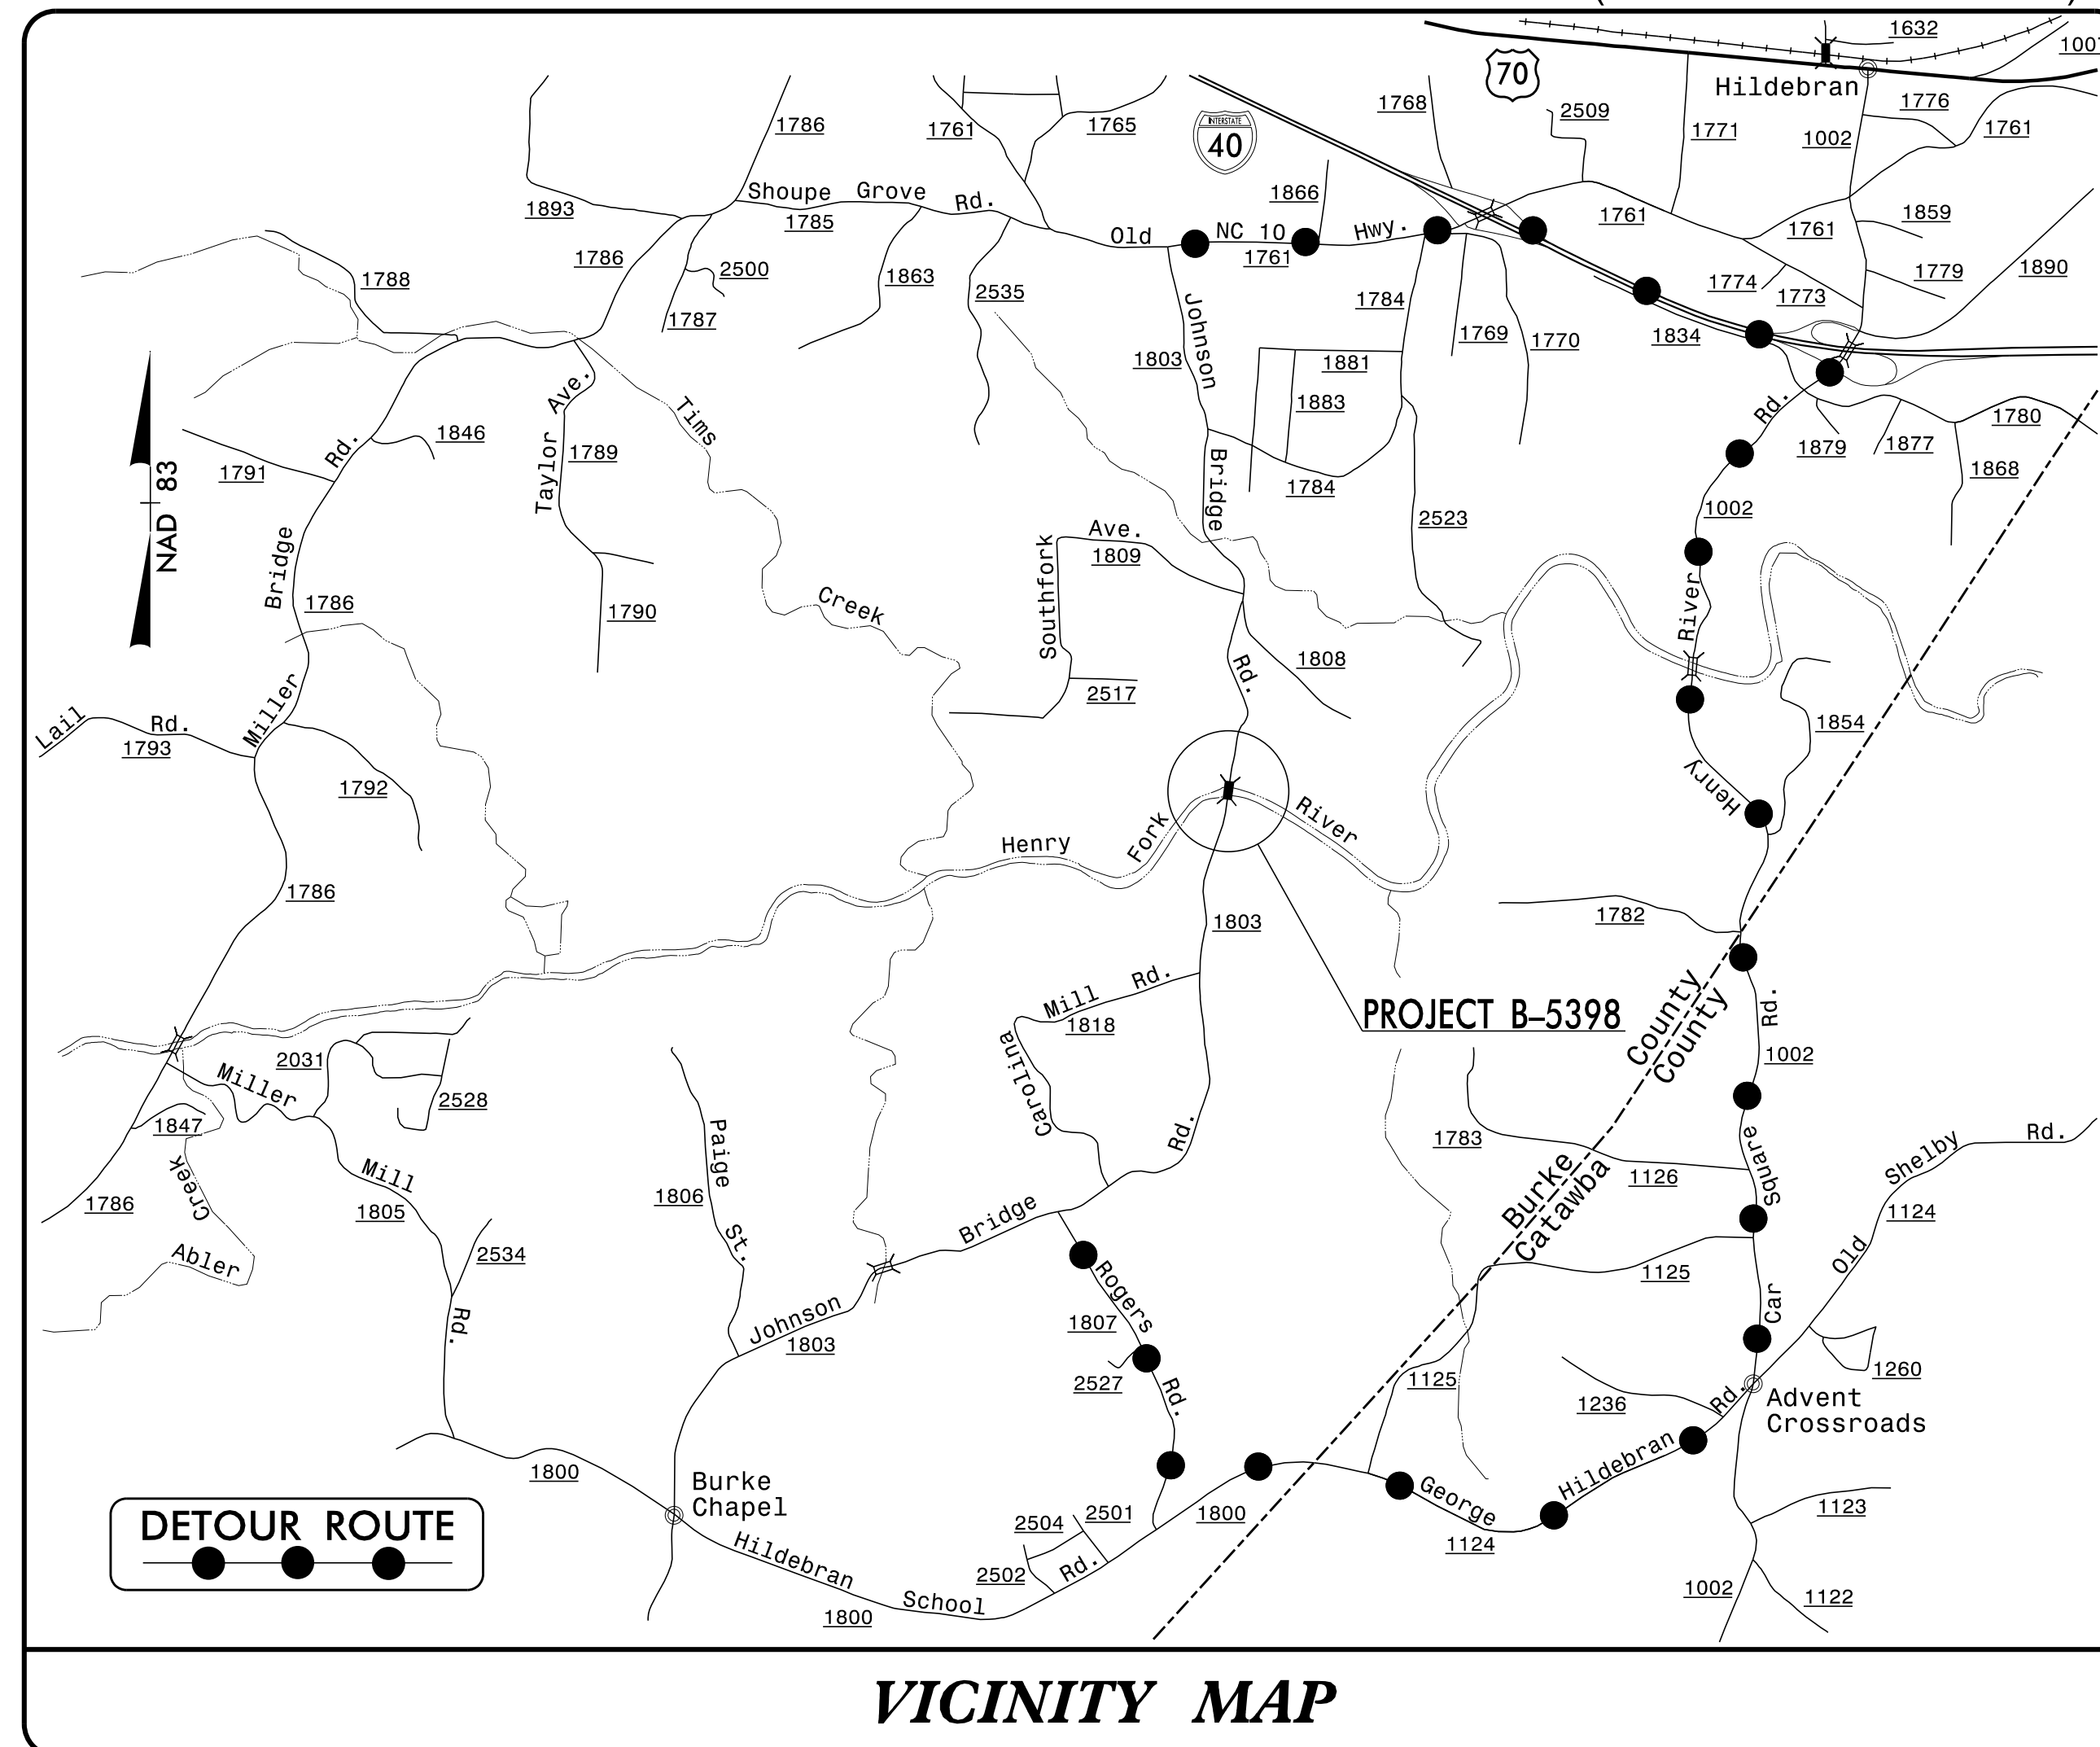 1632
1007
70
Hildebran
1768
2509
1771
1002
1776
1761
1786
1761
1765
INTERSTATE
40
1893
Shoupe Grove Rd.
1785
1866
Old NC 10 Hwy.
1761
1761
1761
1859
1788
1786
2500
1787
1863
2535
1784
1774
1773
1779
1890
Johnson
1803
1769
1770
1834
1881
1883
Taylor Ave.
1789
Tims
1846
1791
Rd.
Bridge
1784
Rd.
1879
1877
1780
1868
NAD 83
Bridge
2523
1002
Southfork Ave.
1809
1786
1790
Creek
River
1808
Rd.
2517
Miller
Lail Rd.
1793
1792
1854
Henry
Henry Fork River
1786
1803
1782
Mill Rd.
1818
Carolina
PROJECT B-5398
County
County
Rd.
1002
2031
Miller
2528
1847
Creek
1786
Abler
Mill
1805
2534
Rd.
Paige
1806
St.
Rd.
Bridge
Johnson
1803
1783
1126
Burke
Catawba
Square
Shelby Rd.
1124
Old
1125
Car
Rogers
1807
2527
Rd.
1125
1236
1260
Rd.
Advent
Crossroads
Hildebran
George
1124
1800
Burke
Chapel
Hildebran
1800
School
2504
2501
2502
Rd.
1800
1123
1002
1122
DETOUR ROUTE
VICINITY MAP